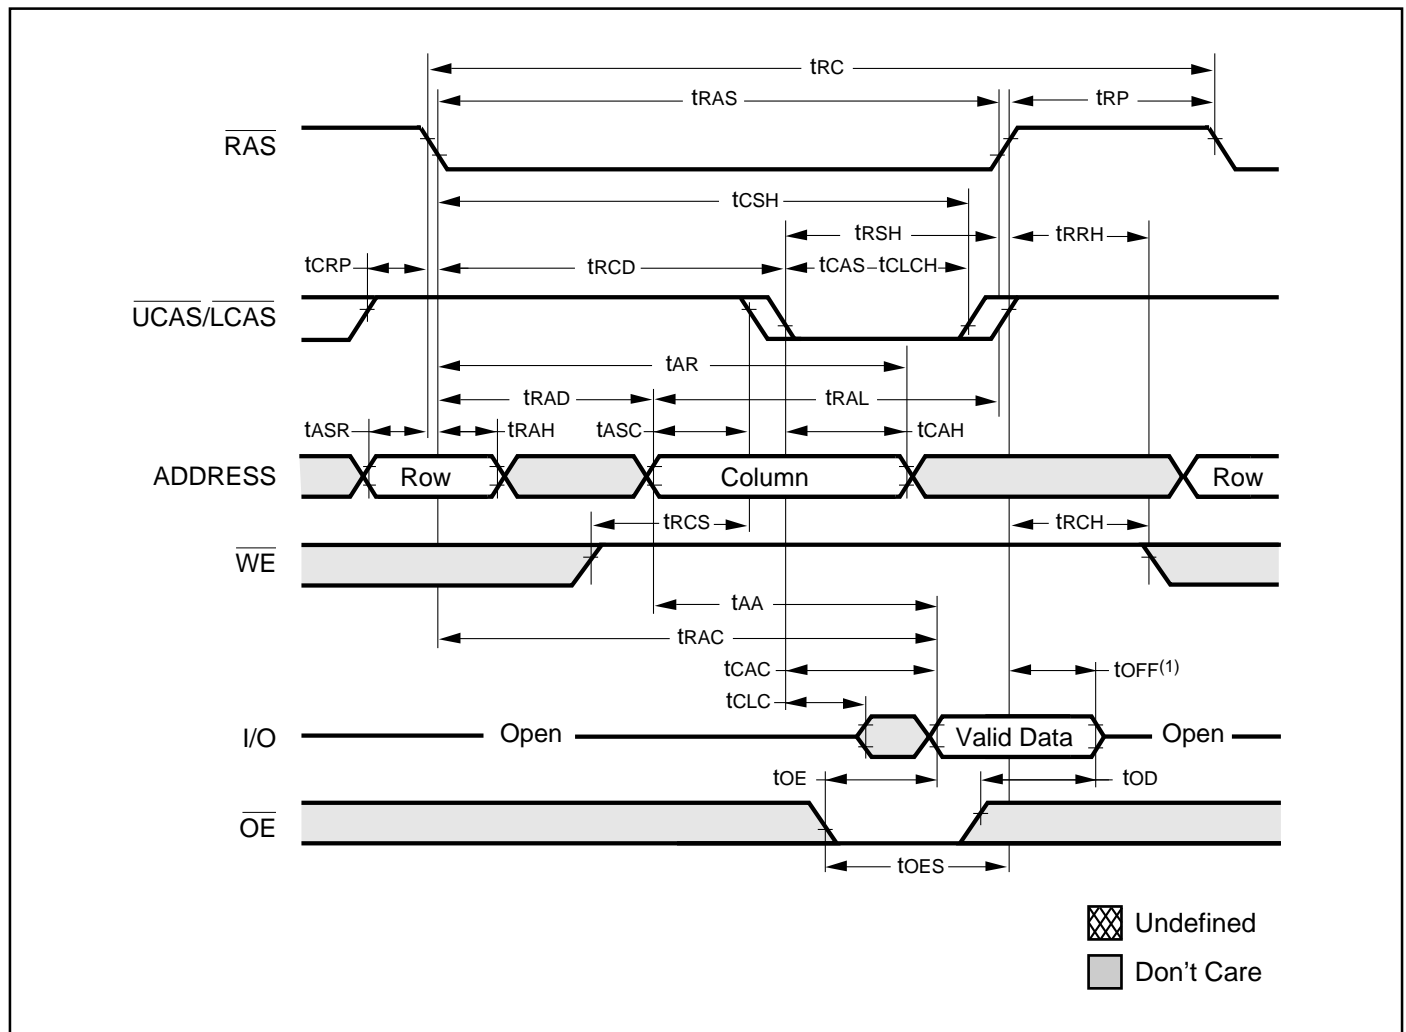 tRC
tRAS
tRP
RAS
tCSH
tRSH
tRRH
tCRP
tRCD
tCAS
tCLCH
UCAS/LCAS
tAR
tRAD
tRAL
tASR
tRAH
tASC
tCAH
ADDRESS
Row
Column
Row
tRCS
tRCH
WE
tAA
tRAC
tCAC
tOFF(1)
tCLC
I/O
Open
Valid Data
Open
tOE
tOD
OE
tOES
Undefined
Don't Care